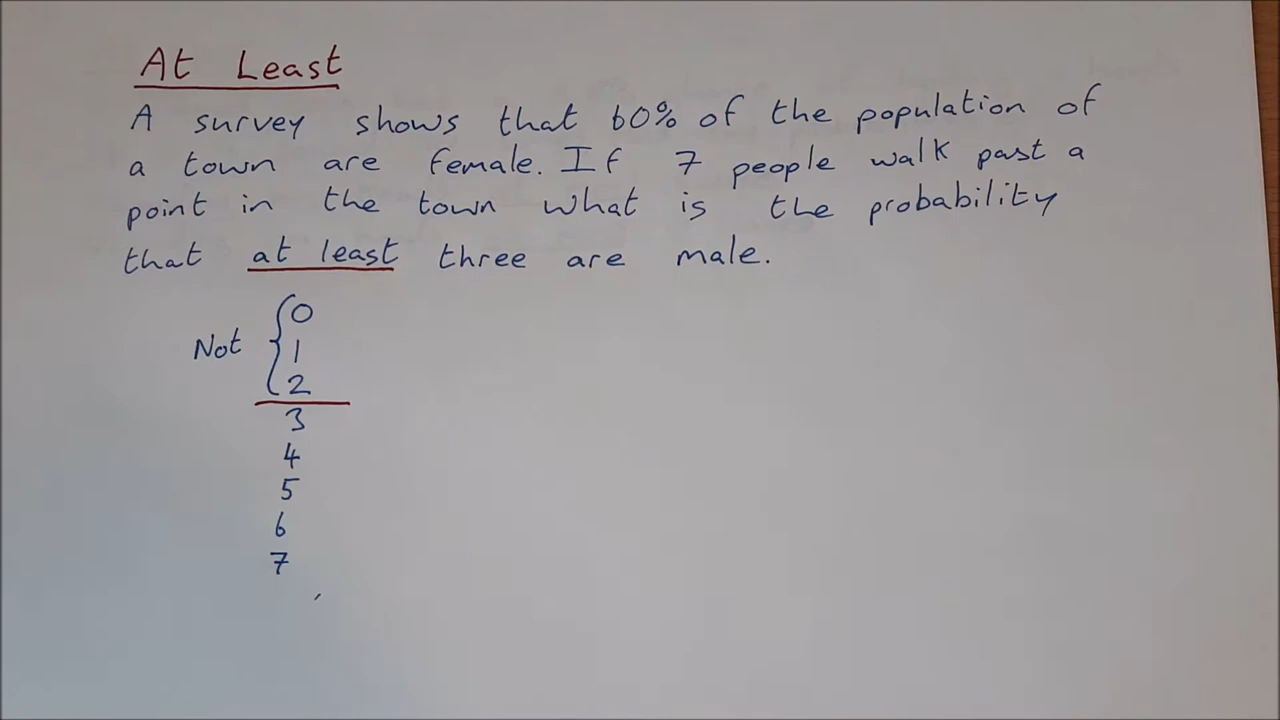 At Least
A survey shows that 60% of the population of
a town are female. If 7 people walk past a
point in the town what is the probability
that at least three are male.
0
Not { 1
2
3
4
5
6
7